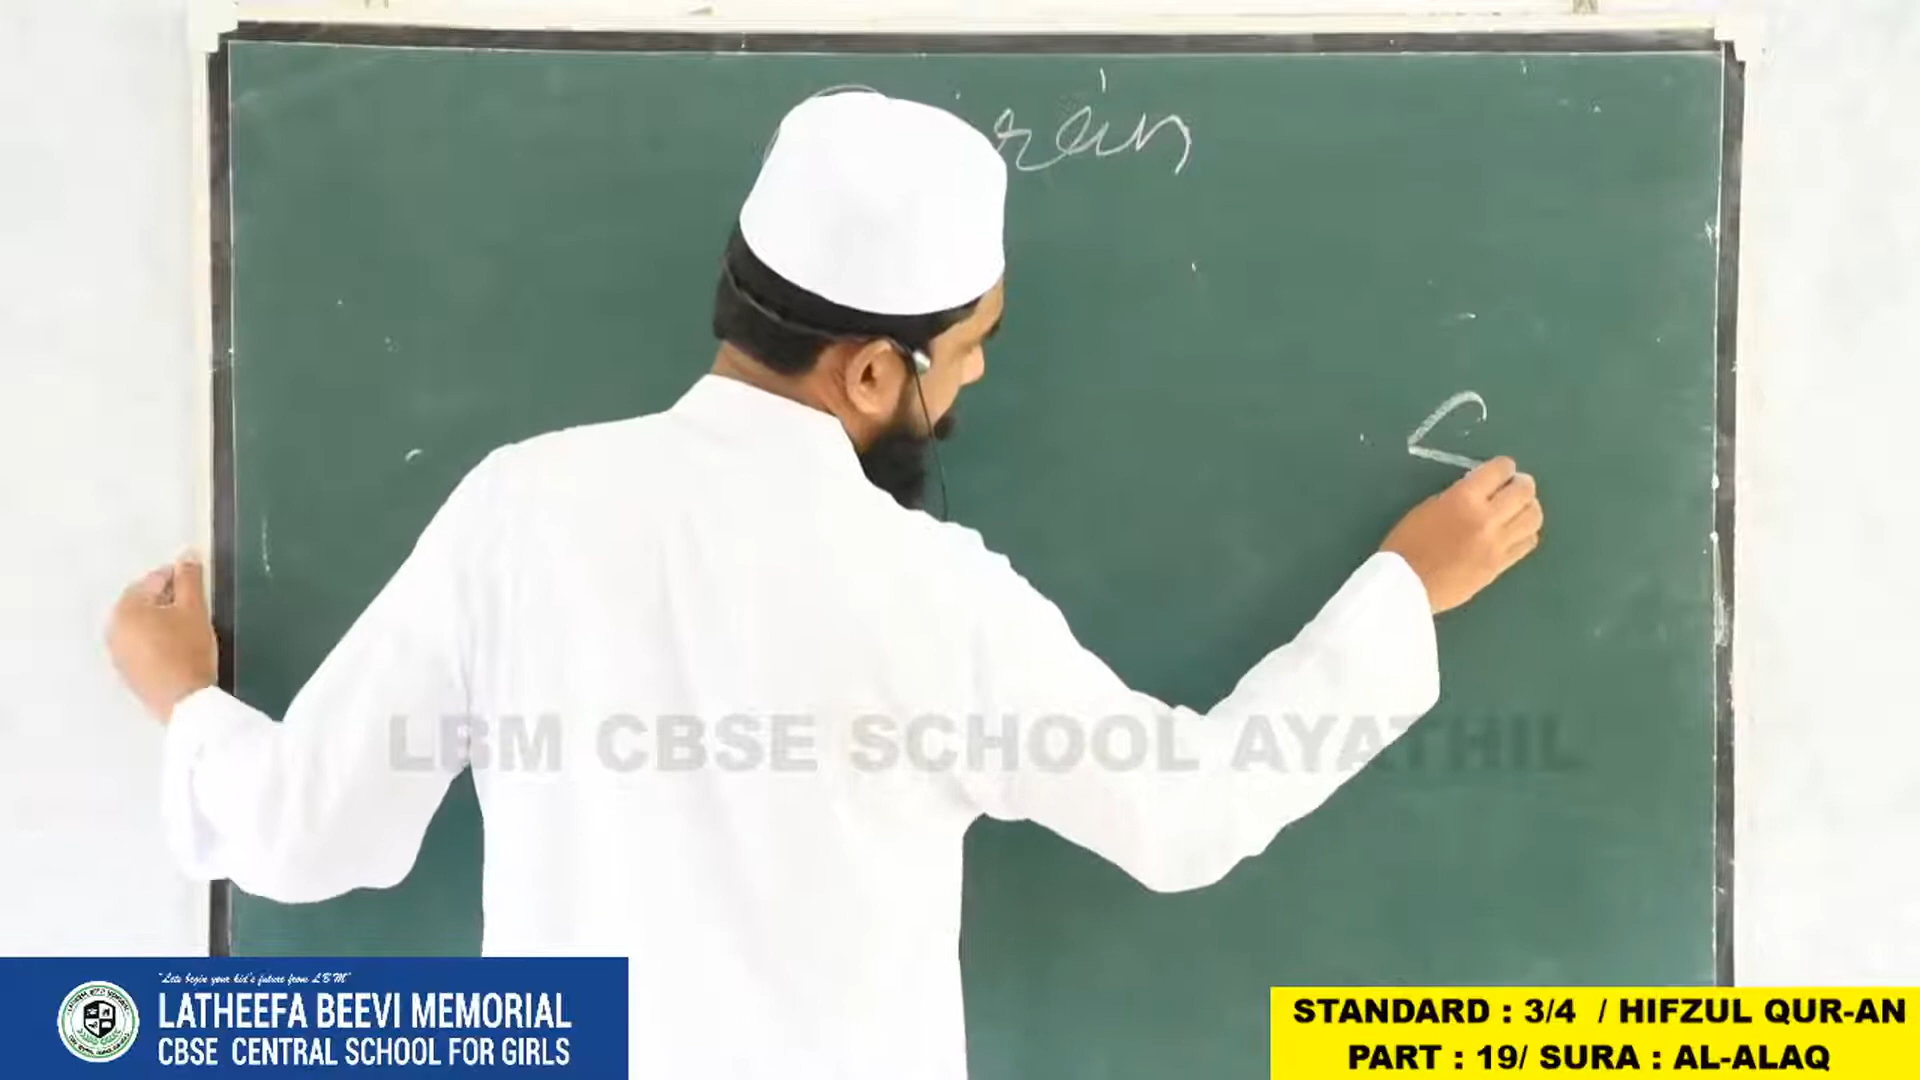 LBM CBSE SCHOOL AYATHIL
"Lets begin your kid's future from LBM"
LATHEEFA BEEVI MEMORIAL
CBSE CENTRAL SCHOOL FOR GIRLS
STANDARD : 3/4 / HIFZUL QUR-AN
PART : 19/ SURA : AL-ALAQ